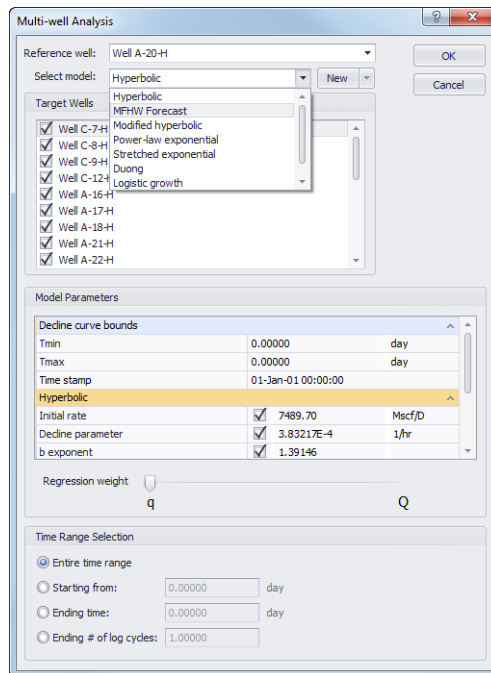 Multi-well Analysis
Reference well: Well A-20-H OK
Select model: Hyperbolic New Cancel
Hyperbolic
MFHW Forecast
Modified hyperbolic
Power-law exponential
Stretched exponential
Duong
Logistic growth
Target Wells
Well C-7-H
Well C-8-H
Well C-9-H
Well C-12-H
Well A-16-H
Well A-17-H
Well A-18-H
Well A-21-H
Well A-22-H
Model Parameters
Decline curve bounds
Tmin 0.00000 day
Tmax 0.00000 day
Time stamp 01-Jan-01 00:00:00
Hyperbolic
Initial rate 7489.70 Mscf/D
Decline parameter 3.83217E-4 1/hr
b exponent 1.39146
Regression weight
q Q
Time Range Selection
Entire time range
Starting from: 0.00000 day
Ending time: 0.00000 day
Ending # of log cycles: 1.00000